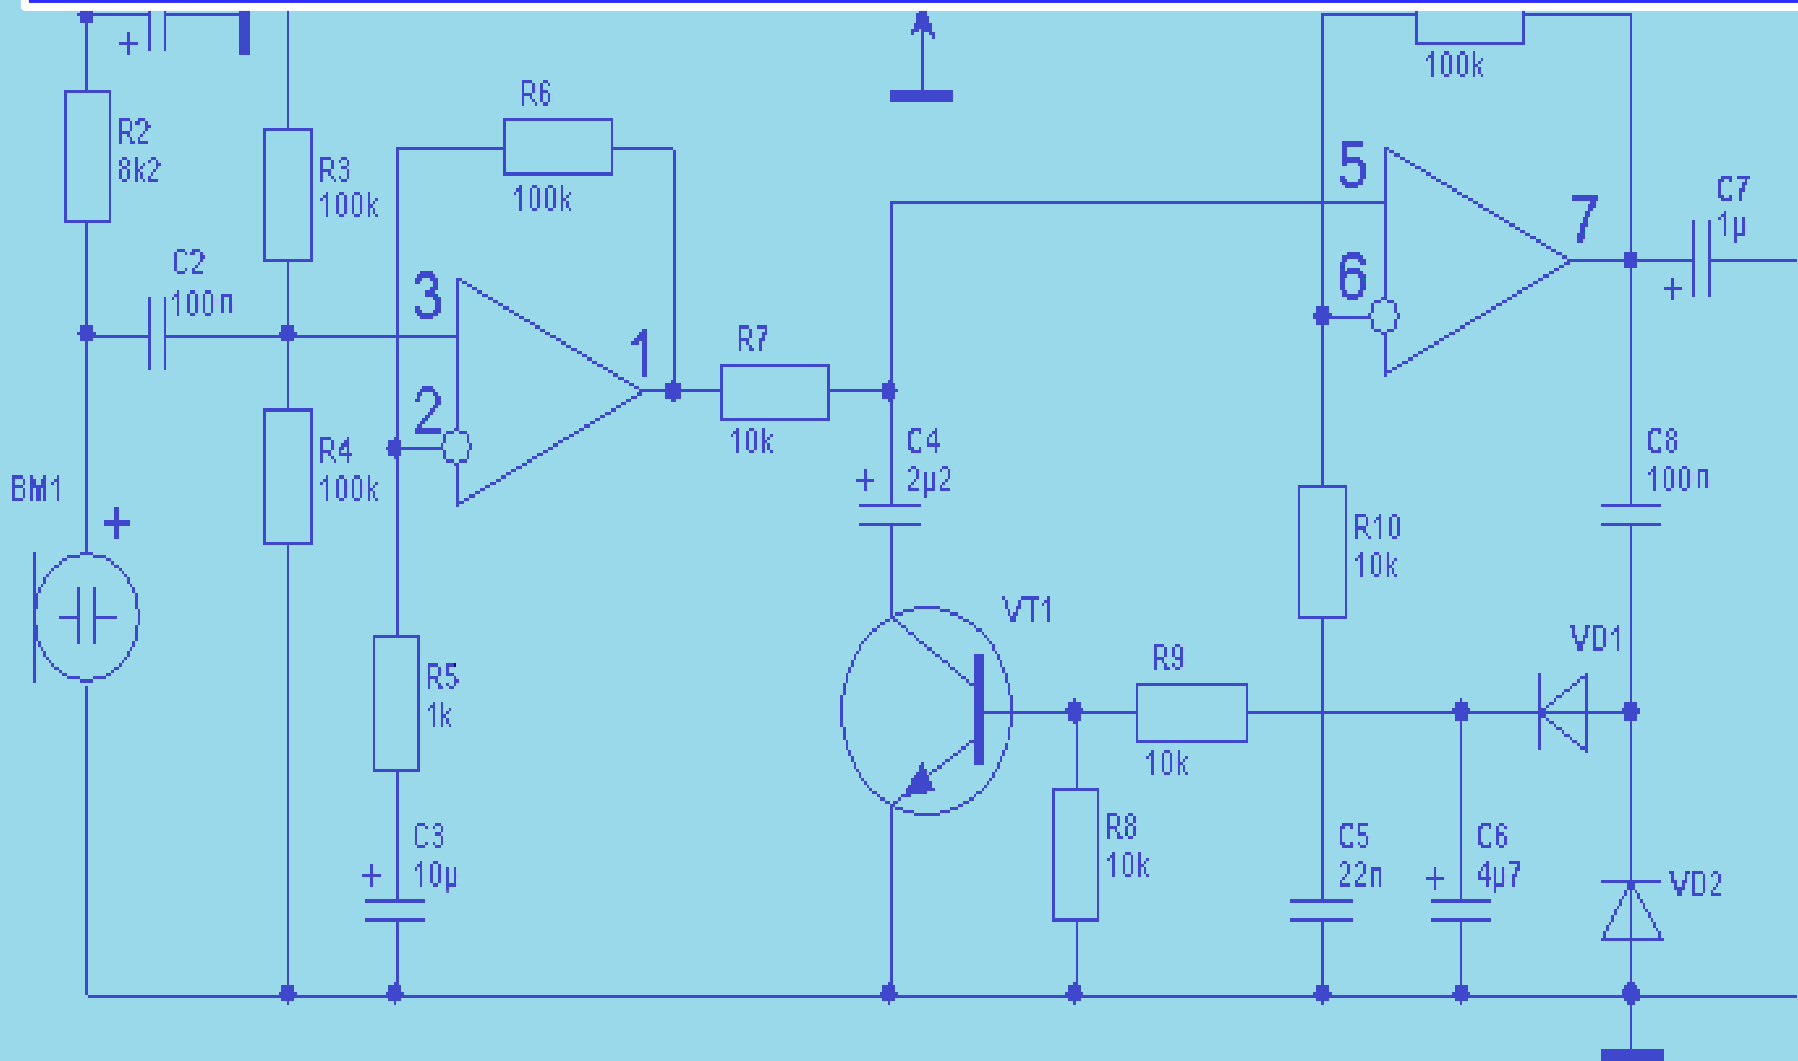 +
100k
R6
R2
8k2
R3
100k
100k
5
C7
1µ
7
+
C2
100n
3
6
1
R7
10k
2
R4
100k
C4
2µ2
+
C8
100n
BM1
+
R10
10k
VT1
VD1
R9
10k
R5
1k
C3
10µ
+
R8
10k
C5
22n
C6
4µ7
+
VD2